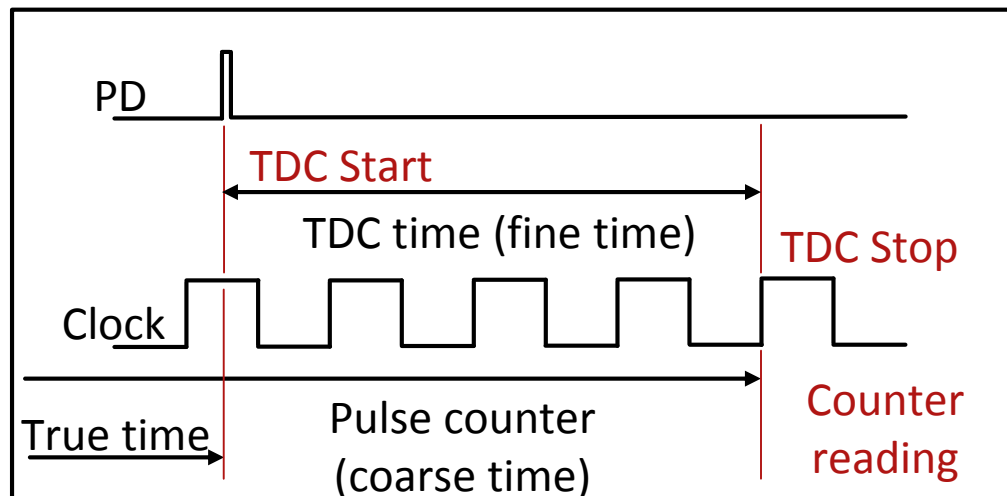 PD
TDC Start
TDC time (fine time)
TDC Stop
Clock
Pulse counter
(coarse time)
True time
Counter
reading